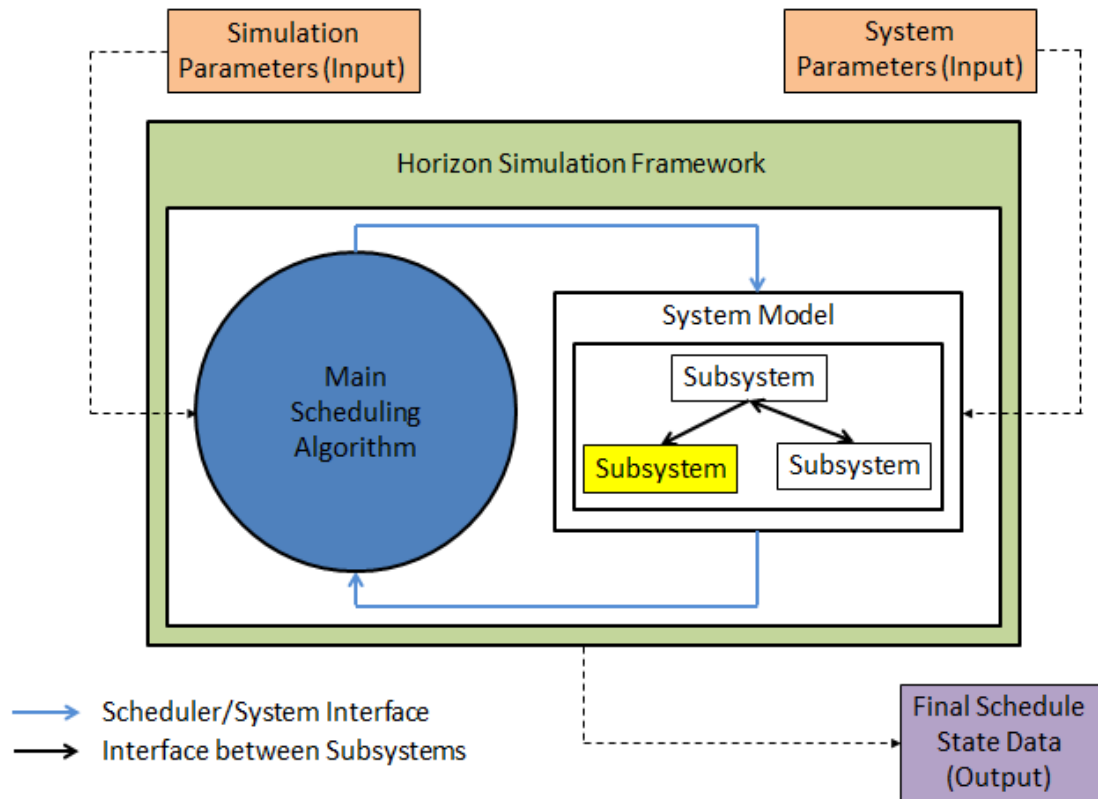 Simulation
Parameters (Input)
System
Parameters (Input)
Horizon Simulation Framework
Main
Scheduling
Algorithm
System Model
Subsystem
Subsystem
Subsystem
Scheduler/System Interface
Interface between Subsystems
Final Schedule
State Data
(Output)